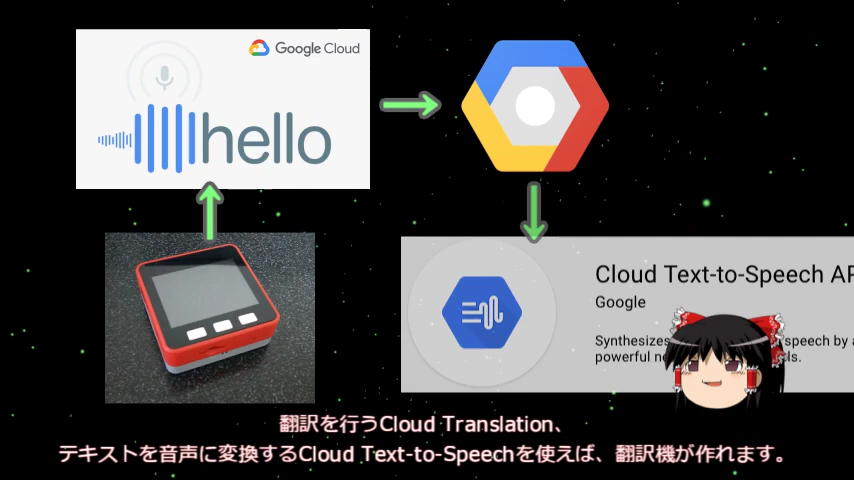 Google Cloud
hello
Cloud Text-to-Speech AP
Google
Synthesizes speech by a
powerful ls.
翻訳を行うCloud Translation、
テキストを音声に変換するCloud Text-to-Speechを使えば、翻訳機が作れます。